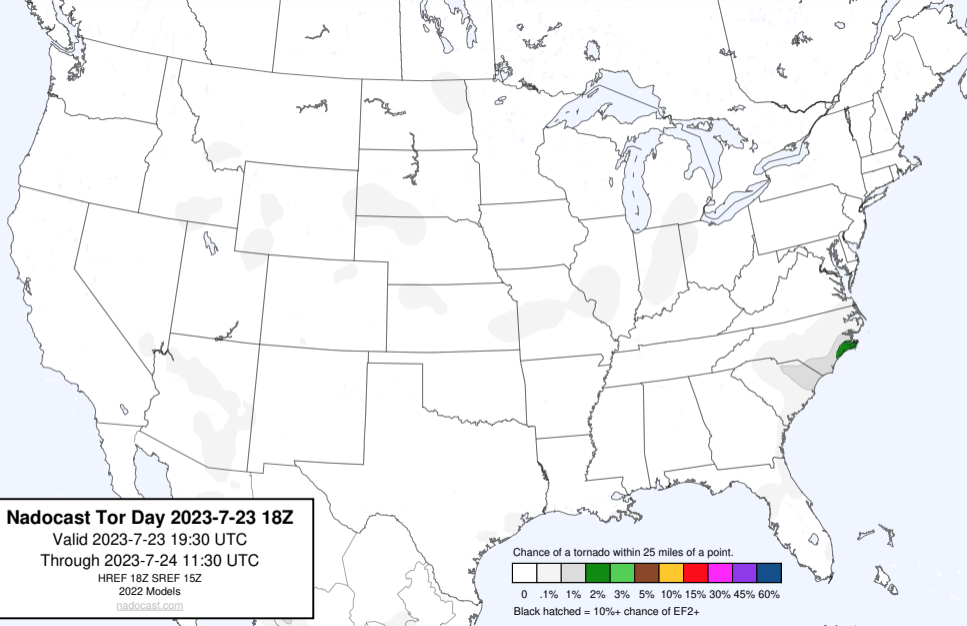 Nadocast Tor Day 2023-7-23 18Z
Valid 2023-7-23 19:30 UTC
Through 2023-7-24 11:30 UTC
HREF 18Z SREF 15Z
2022 Models
nadocast.com
Chance of a tornado within 25 miles of a point.
0 .1% 1% 2% 3% 5% 10% 15% 30% 45% 60%
Black hatched = 10%+ chance of EF2+